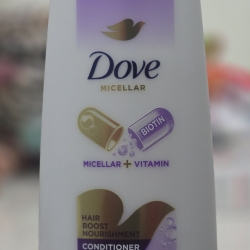 Dove
MICELLAR
BIOTIN
MICELLAR + VITAMIN
HAIR
BOOST
NOURISHMENT
CONDITIONER